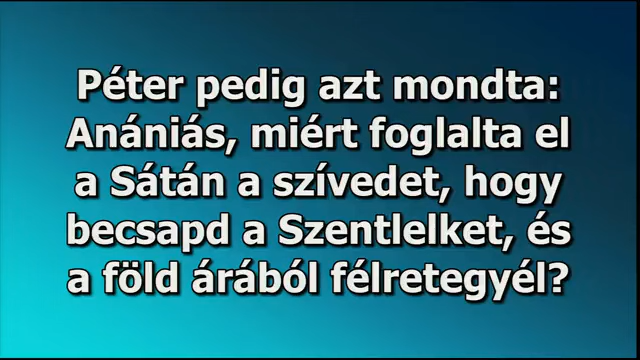 Péter pedig azt mondta:
Anániás, miért foglalta el
a Sátán a szívedet, hogy
becsapd a Szentlelket, és
a föld árából félretegyél?